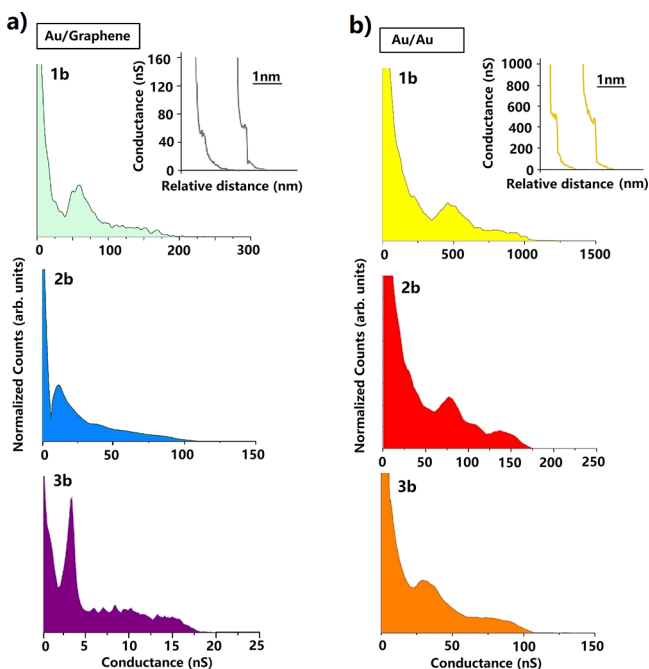 a)
Au/Graphene
1b
Conductance (nS)
160
120
80
40
0
1nm
Relative distance (nm)
0 100 200 300
2b
0 50 100 150
3b
0 5 10 15 20 25
Conductance (nS)
Normalized Counts (arb. units)
b)
Au/Au
1b
Conductance (nS)
1000
800
600
400
200
0
1nm
Relative distance (nm)
0 500 1000 1500
2b
0 50 75 100 125 150 175 250
3b
0 50 100 150
Conductance (nS)
Normalized Counts (arb. units)